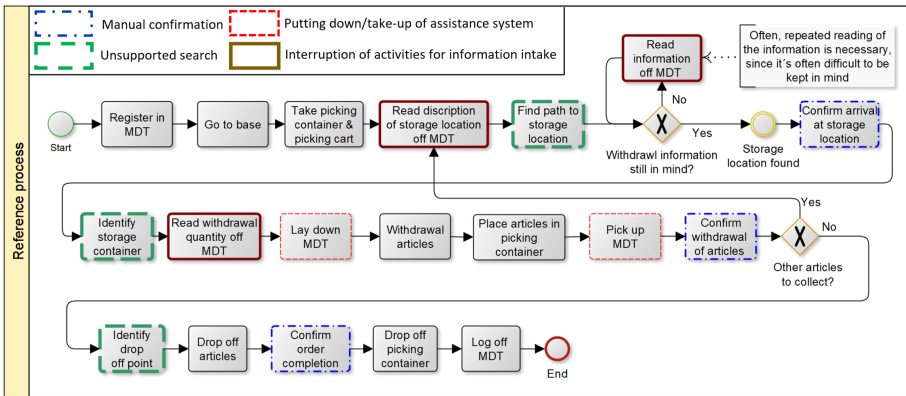 Manual confirmation
Putting down/take-up of assistance system
Unsupported search
Interruption of activities for information intake
Reference process
Read
information
off MDT
Often, repeated reading of
the information is necessary,
since it´s often difficult to be
kept in mind
No
Start
Register in
MDT
Go to base
Take picking
container &
picking cart
Read discription
of storage location
off MDT
Find path to
storage
location
X
Withdrawl information
still in mind?
Yes
Storage
location found
Confirm arrival
at storage
location
Identify
storage
container
Read withdrawal
quantity off
MDT
Lay down
MDT
Withdrawal
articles
Place articles in
picking
container
Pick up
MDT
Confirm
withdrawal
of articles
X
Yes
No
Other articles
to collect?
Identify
drop
off point
Drop off
articles
Confirm
order
completion
Drop off
picking
container
Log off
MDT
End